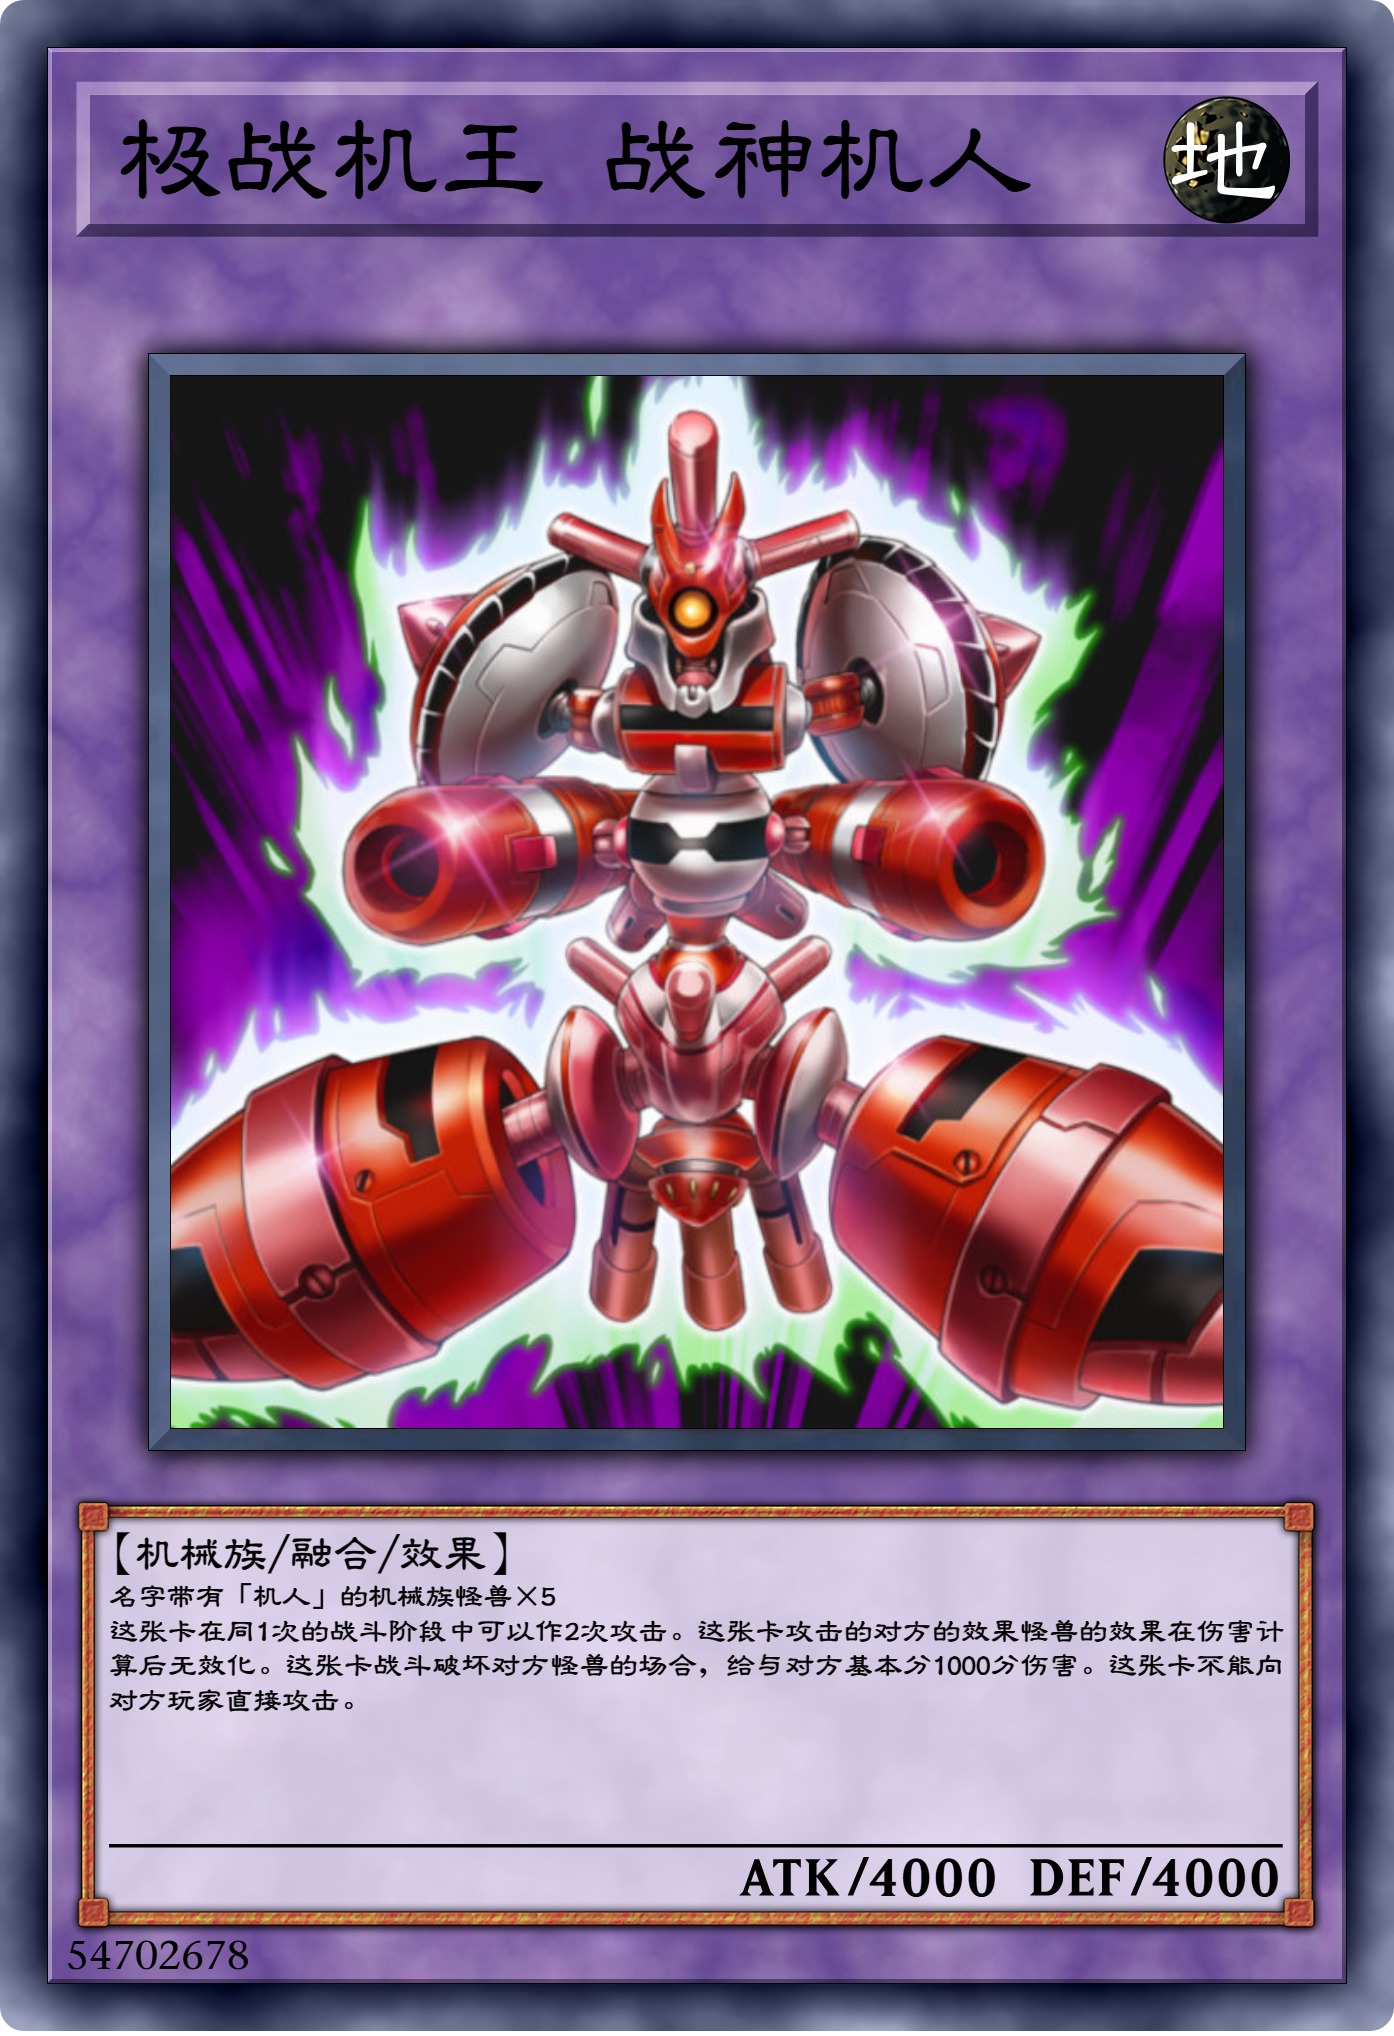 极战机王 战神机人
地
【机械族/融合/效果】
名字带有「机人」的机械族怪兽×5
这张卡在同1次的战斗阶段中可以作2次攻击。这张卡攻击的对方的效果怪兽的效果在伤害计
算后无效化。这张卡战斗破坏对方怪兽的场合，给与对方基本分1000分伤害。这张卡不能向
对方玩家直接攻击。
ATK/4000 DEF/4000
54702678